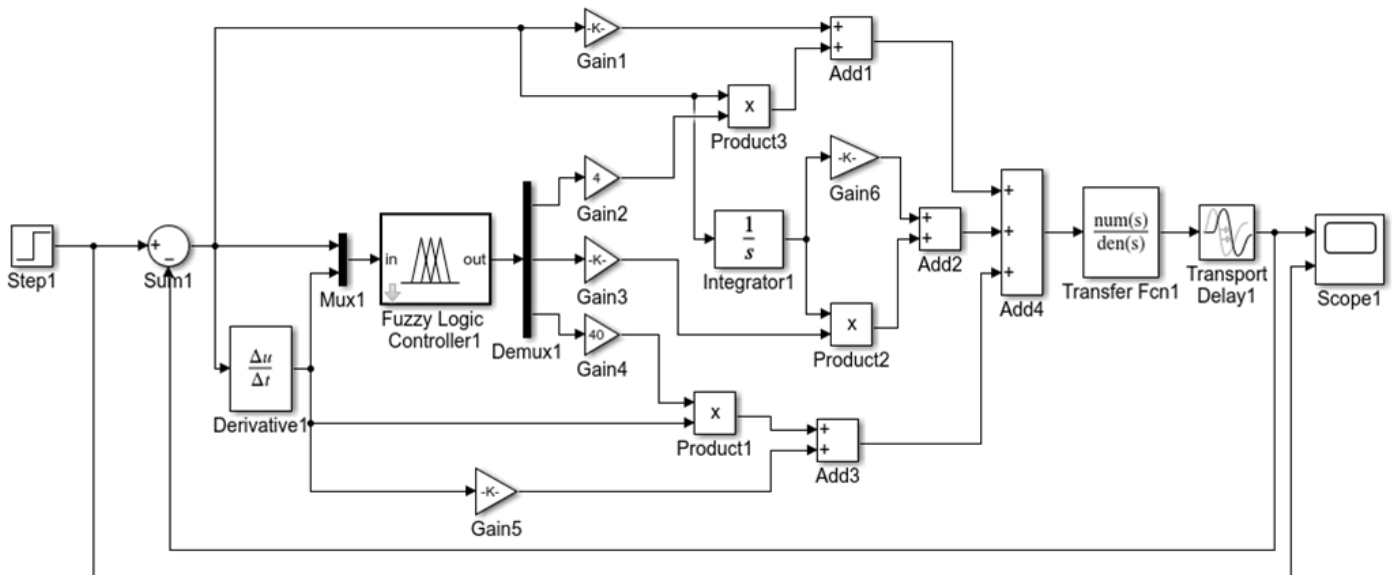 -K-
Gain1
+
+
Add1
x
Product3
4
Gain2
-K-
Gain6
Step1
+
−
Sum1
Mux1
in
out
Fuzzy Logic
Controller1
Demux1
-K-
Gain3
1
s
Integrator1
+
+
Add2
+
+
+
Add4
num(s)
den(s)
Transfer Fcn1
Transport
Delay1
Scope1
Δu
Δt
Derivative1
40
Gain4
x
Product2
x
Product1
+
+
Add3
-K-
Gain5